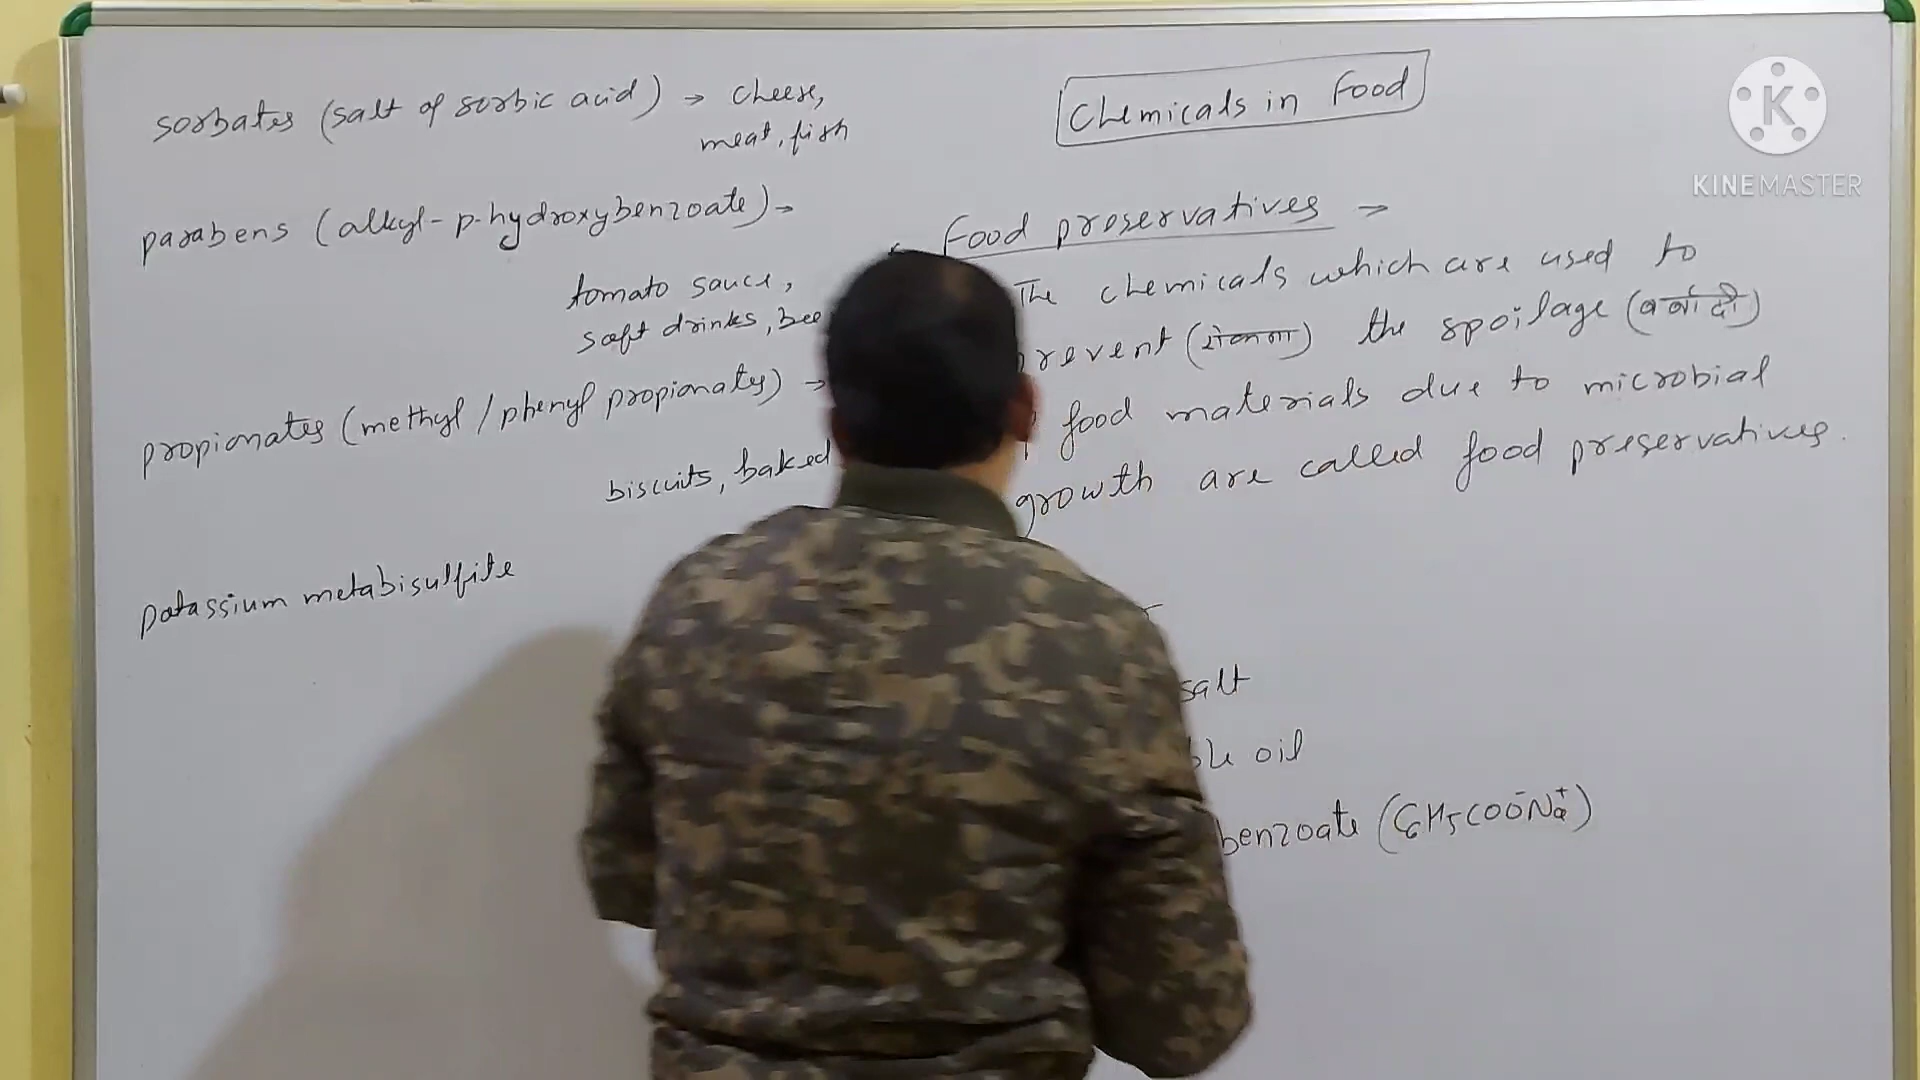 Chemicals in Food
sorbates (salt of sorbic acid) → cheese,
meat, fish
parabens (alkyl-p-hydroxybenzoate) →
tomato sauce,
soft drinks,
propionates (methyl/phenyl propionate) →
biscuits, baked
potassium metabisulfite
Food preservatives →
The chemicals which are used to
prevent (रोकना) the spoilage (बर्बादी)
food materials due to microbial
growth are called food preservatives.
salt
oil
benzoate (C6H5COO⁻Na⁺)
KINEMASTER